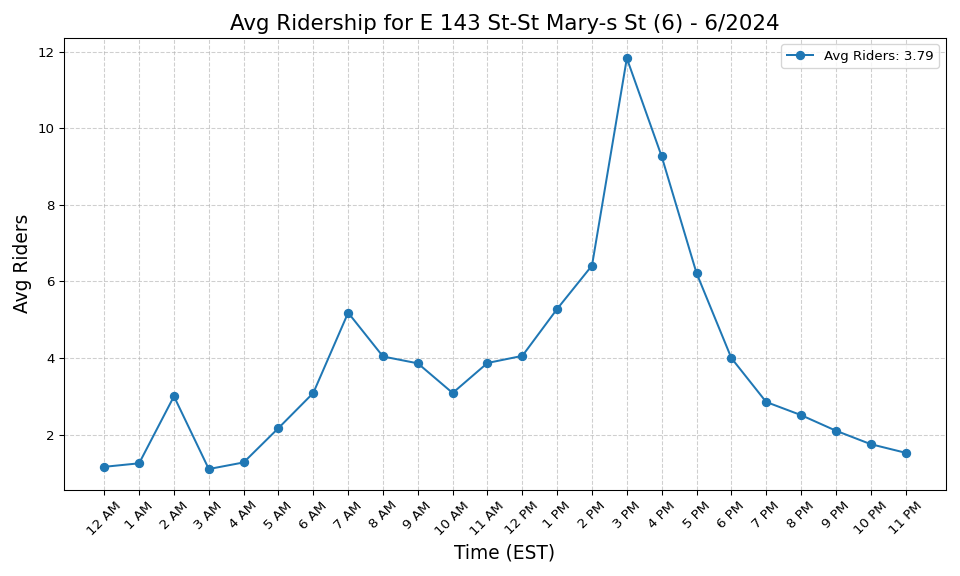 Avg Ridership for E 143 St-St Mary-s St (6) - 6/2024
Avg Riders: 3.79
12
10
8
6
4
2
Avg Riders
12 AM
1 AM
2 AM
3 AM
4 AM
5 AM
6 AM
7 AM
8 AM
9 AM
10 AM
11 AM
12 PM
1 PM
2 PM
3 PM
4 PM
5 PM
6 PM
7 PM
8 PM
9 PM
10 PM
11 PM
Time (EST)